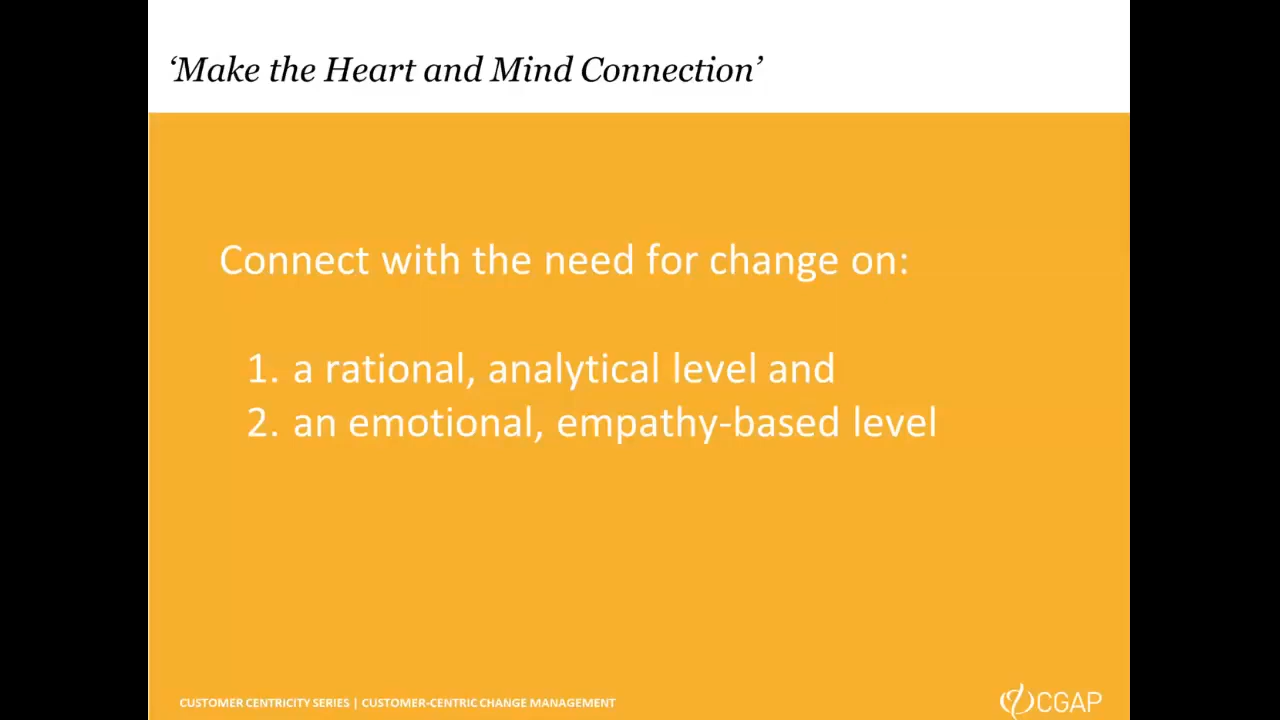 ‘Make the Heart and Mind Connection’
Connect with the need for change on:
1. a rational, analytical level and
2. an emotional, empathy-based level
CUSTOMER CENTRICITY SERIES | CUSTOMER-CENTRIC CHANGE MANAGEMENT
CGAP